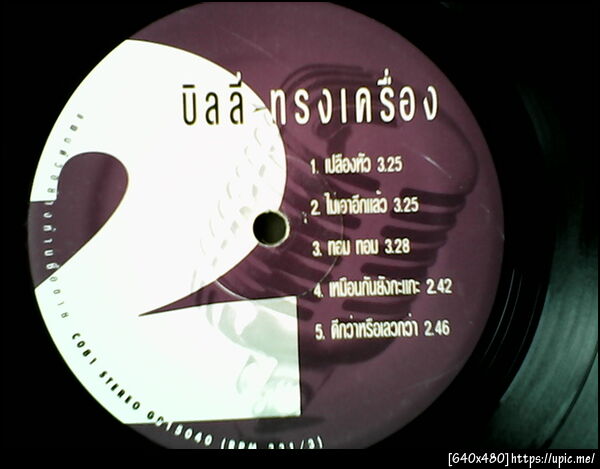 บิลลี่ ทรงเครื่อง
1. เปลืองหัว 3.25
2. ไม่เอาอีกแล้ว 3.25
3. ทอม ทอม 3.28
4. เหมือนกันยังกะแกะ 2.42
5. ดีกว่าหรือเลวกว่า 2.46
2
COB1 STEREO
[640x480]https://upic.me/